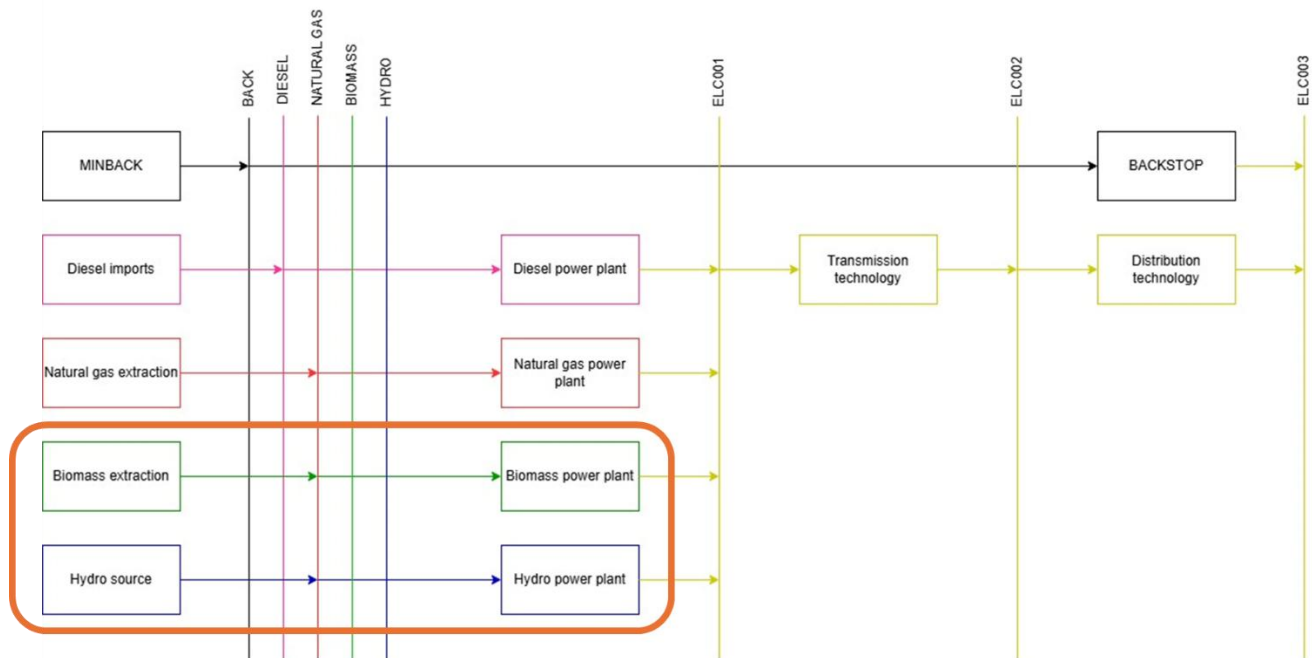 BACK
DIESEL
NATURAL GAS
BIOMASS
HYDRO
ELC001
ELC002
ELC003
MINBACK
BACKSTOP
Diesel imports
Diesel power plant
Transmission
technology
Distribution
technology
Natural gas extraction
Natural gas power
plant
Biomass extraction
Biomass power plant
Hydro source
Hydro power plant